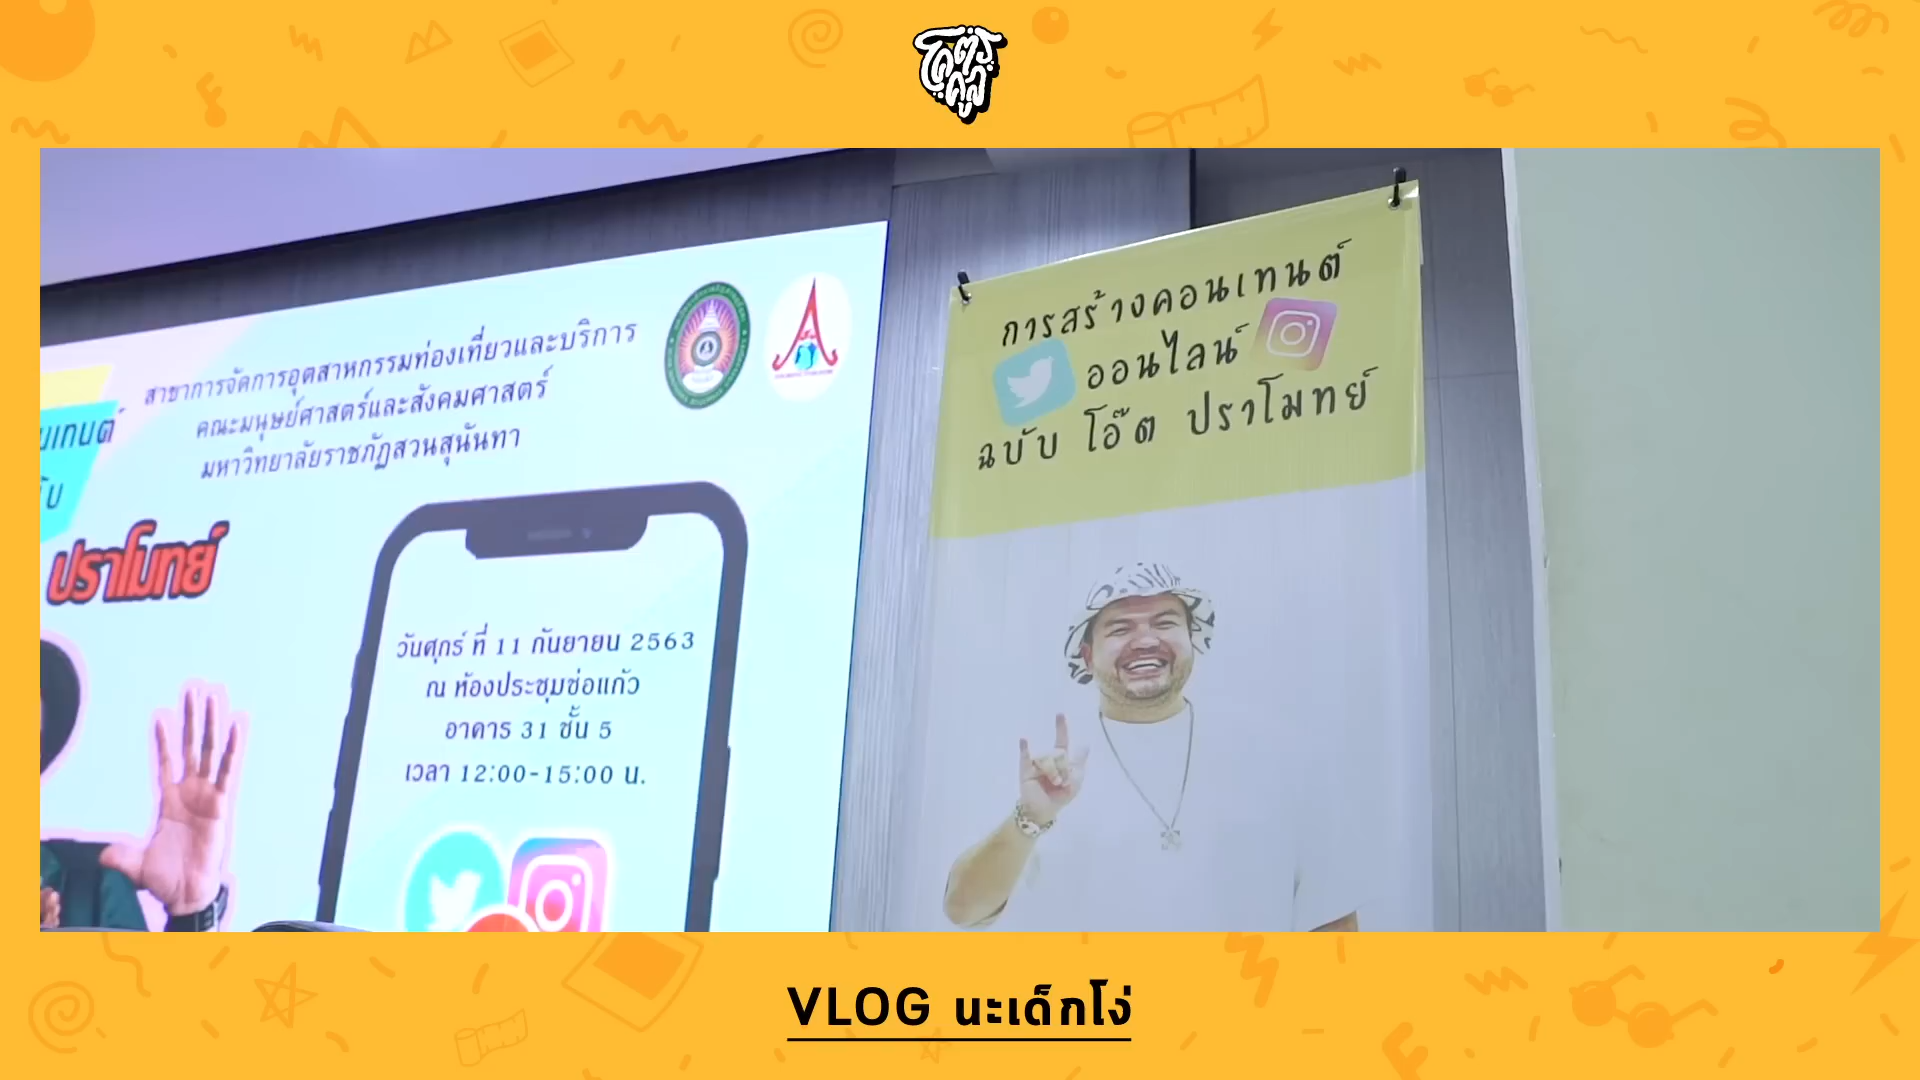 โคตรคูล
สาขาการจัดการอุตสาหกรรมท่องเที่ยวและบริการ
คณะมนุษย์ศาสตร์และสังคมศาสตร์
มหาวิทยาลัยราชภัฏสวนสุนันทา
ปราโมทย์
วันศุกร์ ที่ 11 กันยายน 2563
ณ ห้องประชุมช่อแก้ว
อาคาร 31 ชั้น 5
เวลา 12:00-15:00 น.
การสร้างคอนเทนต์
ออนไลน์
ฉบับ โอ๊ต ปราโมทย์
VLOG นะเด็กโง่